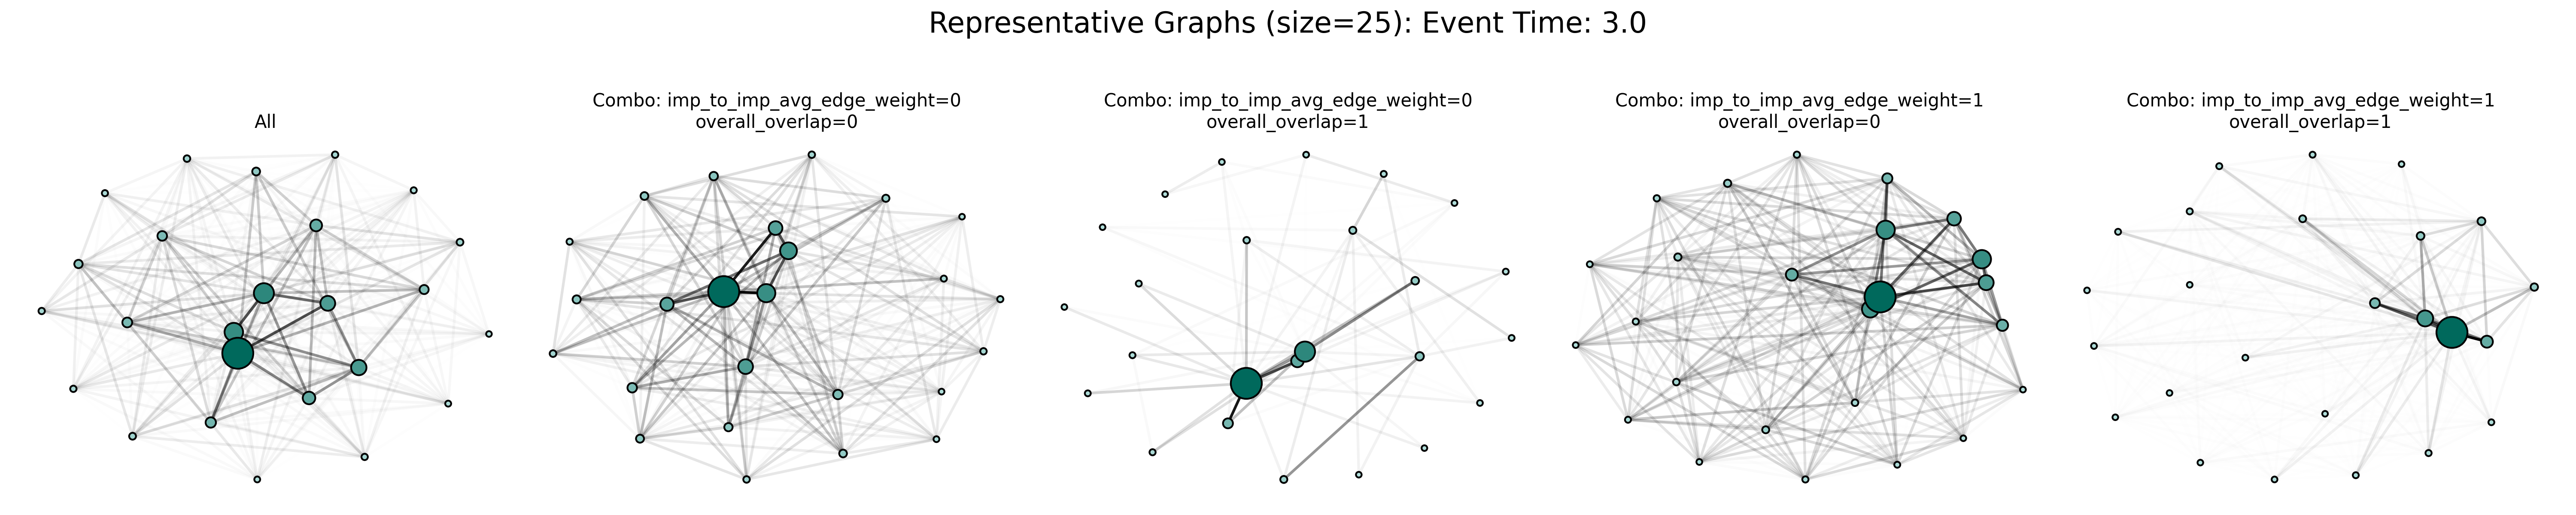 Representative Graphs (size=25): Event Time: 3.0
All
Combo: imp_to_imp_avg_edge_weight=0
overall_overlap=0
Combo: imp_to_imp_avg_edge_weight=0
overall_overlap=1
Combo: imp_to_imp_avg_edge_weight=1
overall_overlap=0
Combo: imp_to_imp_avg_edge_weight=1
overall_overlap=1